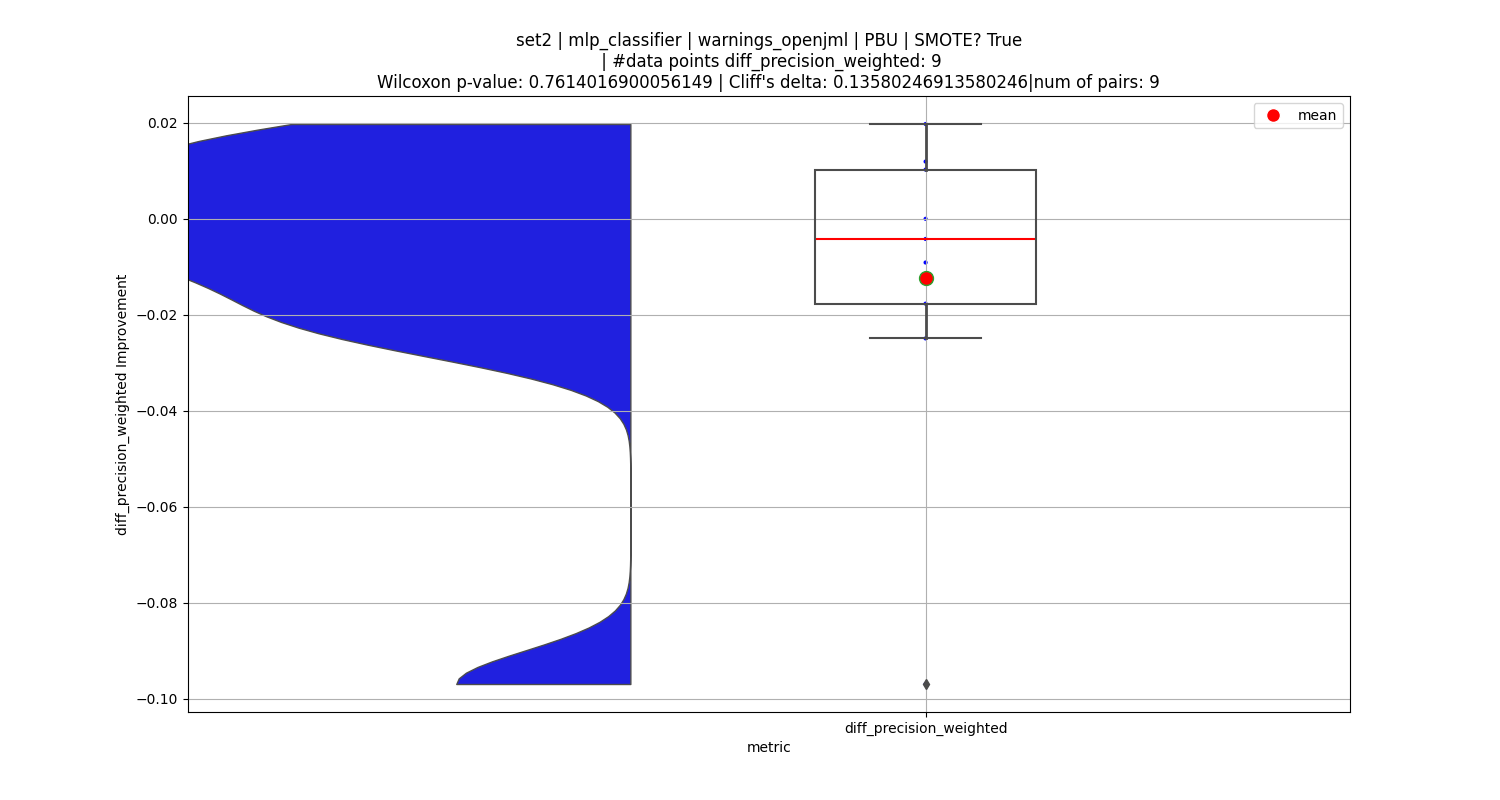 set2 | mlp_classifier | warnings_openjml | PBU | SMOTE? True
| #data points diff_precision_weighted: 9
Wilcoxon p-value: 0.7614016900056149 | Cliff's delta: 0.13580246913580246|num of pairs: 9
mean
0.02
0.00
−0.02
−0.04
−0.06
−0.08
−0.10
diff_precision_weighted Improvement
diff_precision_weighted
metric